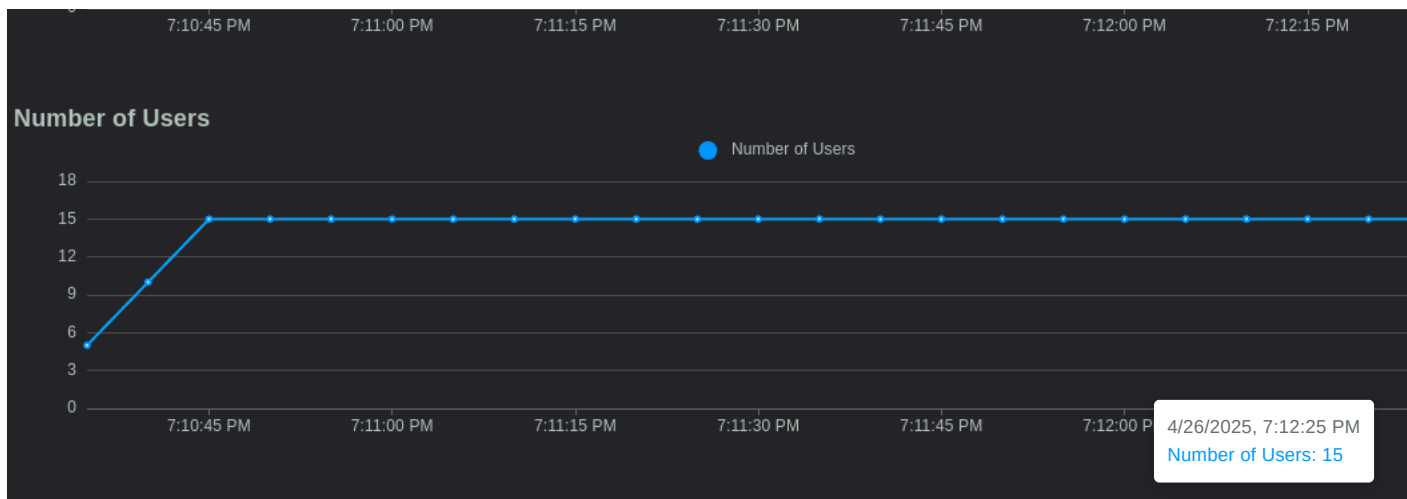 7:10:45 PM 7:11:00 PM 7:11:15 PM 7:11:30 PM 7:11:45 PM 7:12:00 PM 7:12:15 PM
Number of Users
Number of Users
18
15
12
9
6
3
0
7:10:45 PM 7:11:00 PM 7:11:15 PM 7:11:30 PM 7:11:45 PM 7:12:00 P
4/26/2025, 7:12:25 PM
Number of Users: 15